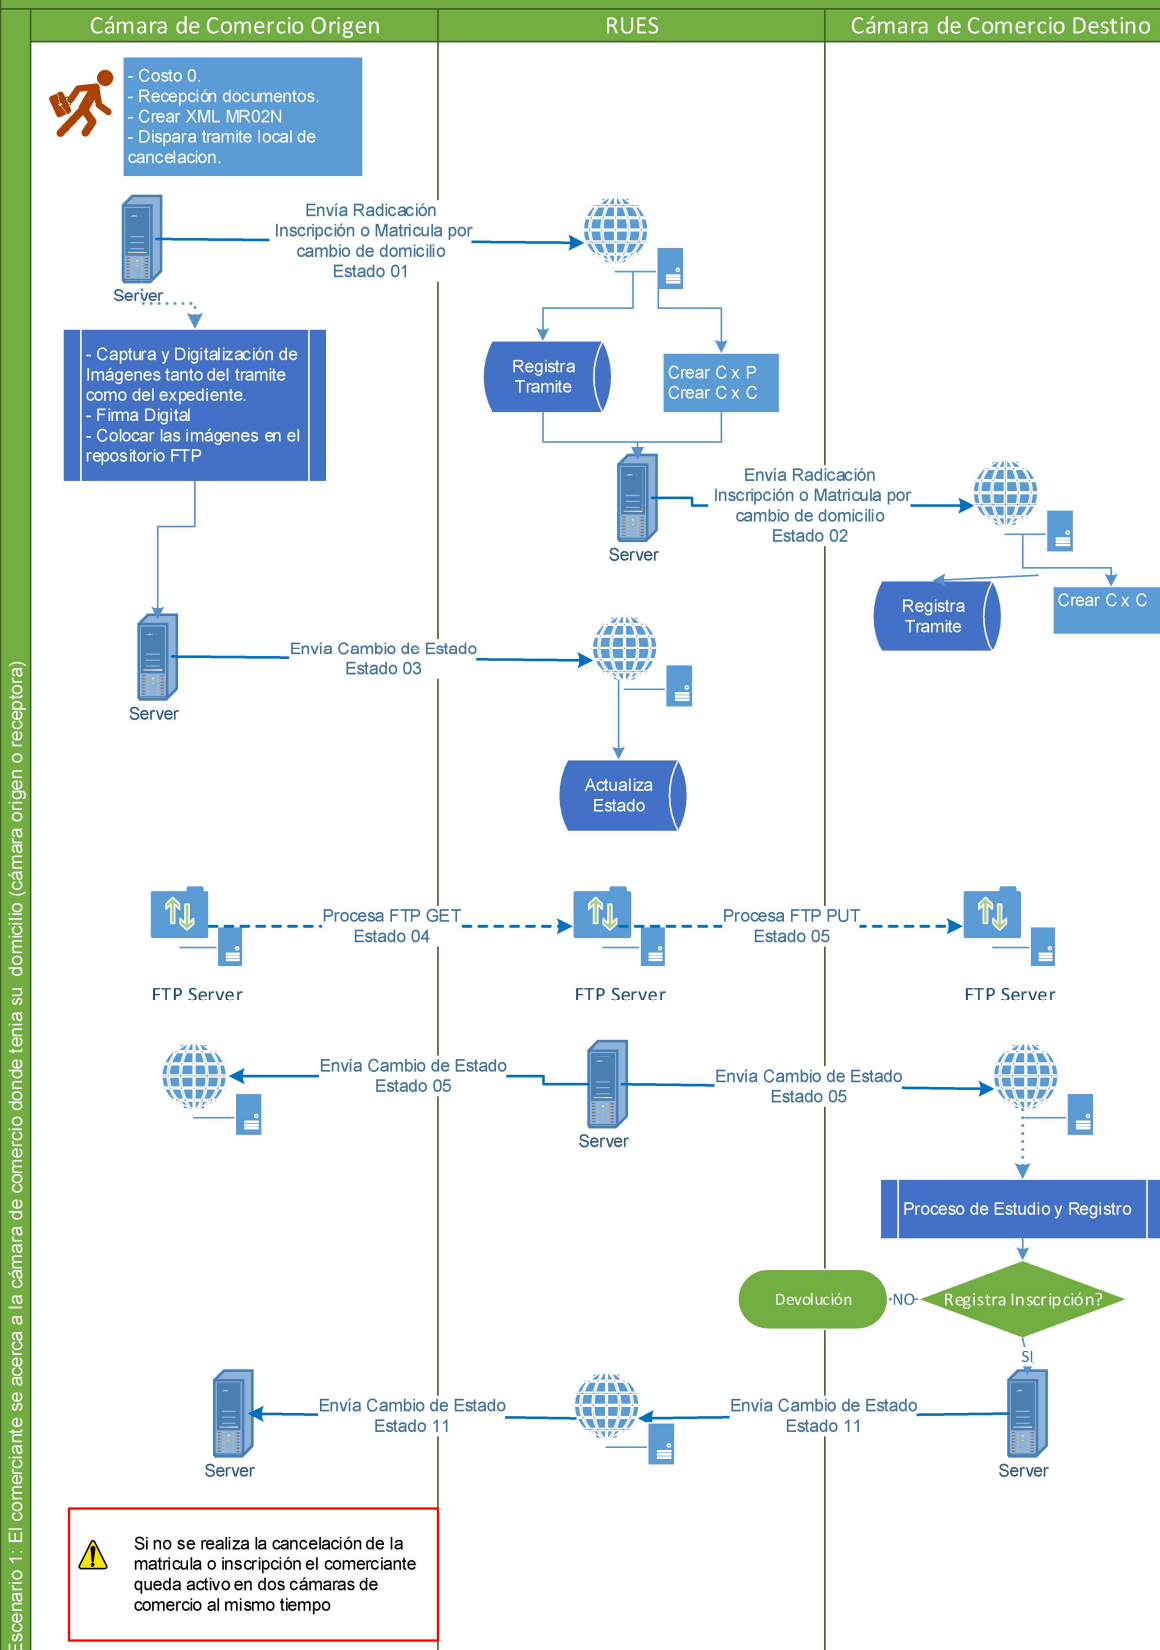 Cámara de Comercio Origen
RUES
Cámara de Comercio Destino
- Costo 0.
- Recepción documentos.
- Crear XML MR02N
- Dispara tramite local de
cancelacion.
Envía Radicación
Inscripción o Matricula por
cambio de domicilio
Estado 01
Server
- Captura y Digitalización de
Imágenes tanto del tramite
como del expediente.
- Firma Digital
- Colocar las imágenes en el
repositorio FTP
Registra
Tramite
Crear C x P
Crear C x C
Server
Envía Radicación
Inscripción o Matricula por
cambio de domicilio
Estado 02
Registra
Tramite
Crear C x C
Server
Envía Cambio de Estado
Estado 03
Actualiza
Estado
Procesa FTP GET
Estado 04
Procesa FTP PUT
Estado 05
FTP Server
FTP Server
FTP Server
Envía Cambio de Estado
Estado 05
Server
Envía Cambio de Estado
Estado 05
Proceso de Estudio y Registro
Registra Inscripción?
NO
Devolución
SI
Server
Envía Cambio de Estado
Estado 11
Envía Cambio de Estado
Estado 11
Server
Si no se realiza la cancelación de la
matricula o inscripción el comerciante
queda activo en dos cámaras de
comercio al mismo tiempo
Escenario 1: El comerciante se acerca a la cámara de comercio donde tenia su domicilio (cámara origen o receptora)